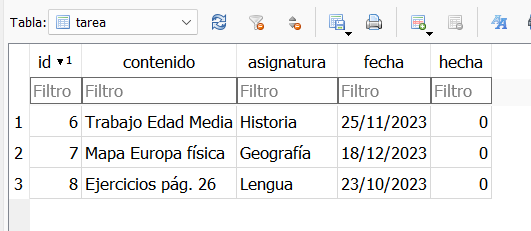 Tabla: tarea
id 1 contenido asignatura fecha hecha
Filtro Filtro Filtro Filtro Filtro
1 6 Trabajo Edad Media Historia 25/11/2023 0
2 7 Mapa Europa física Geografía 18/12/2023 0
3 8 Ejercicios pág. 26 Lengua 23/10/2023 0